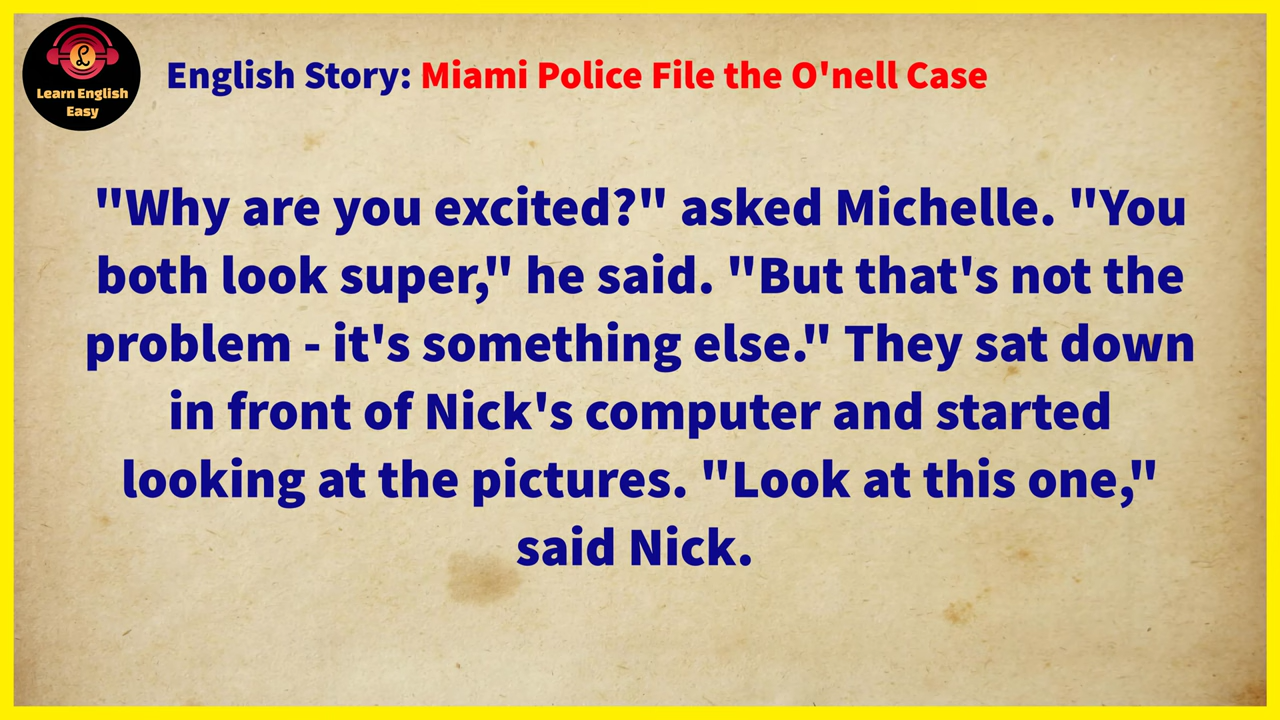 Learn English
Easy
English Story: Miami Police File the O'nell Case
"Why are you excited?" asked Michelle. "You
both look super," he said. "But that's not the
problem - it's something else." They sat down
in front of Nick's computer and started
looking at the pictures. "Look at this one,"
said Nick.